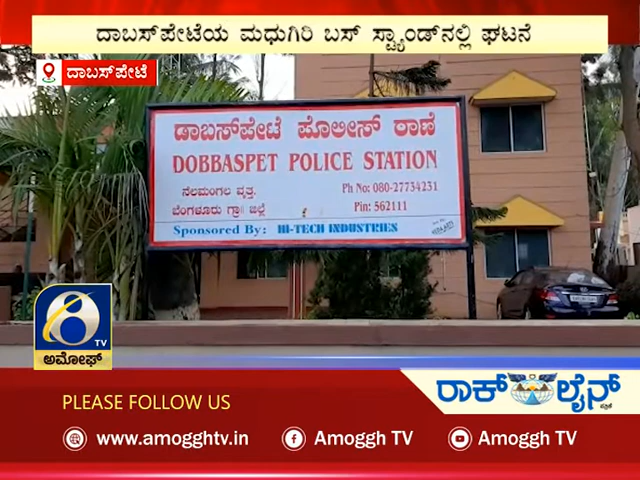 ದಾಬಸ್‌ಪೇಟೆಯ ಮಧುಗಿರಿ ಬಸ್ ಸ್ಟ್ಯಾಂಡ್‌ನಲ್ಲಿ ಘಟನೆ
ದಾಬಸ್‌ಪೇಟೆ
ಡಾಬಸ್‌ಪೇಟೆ ಪೊಲೀಸ್ ಠಾಣೆ
DOBBASPET POLICE STATION
ನೆಲಮಂಗಲ ವೃತ್ತ,
Ph No: 080-27734231
ಬೆಂಗಳೂರು ಗ್ರಾ॥ ಜಿಲ್ಲೆ
Pin: 562111
Sponsored By: HI-TECH INDUSTRIES
TV
ಅಮೋಘ್
ರಾಕ್ ಲೈನ್
PLEASE FOLLOW US
www.amogghtv.in Amoggh TV Amoggh TV